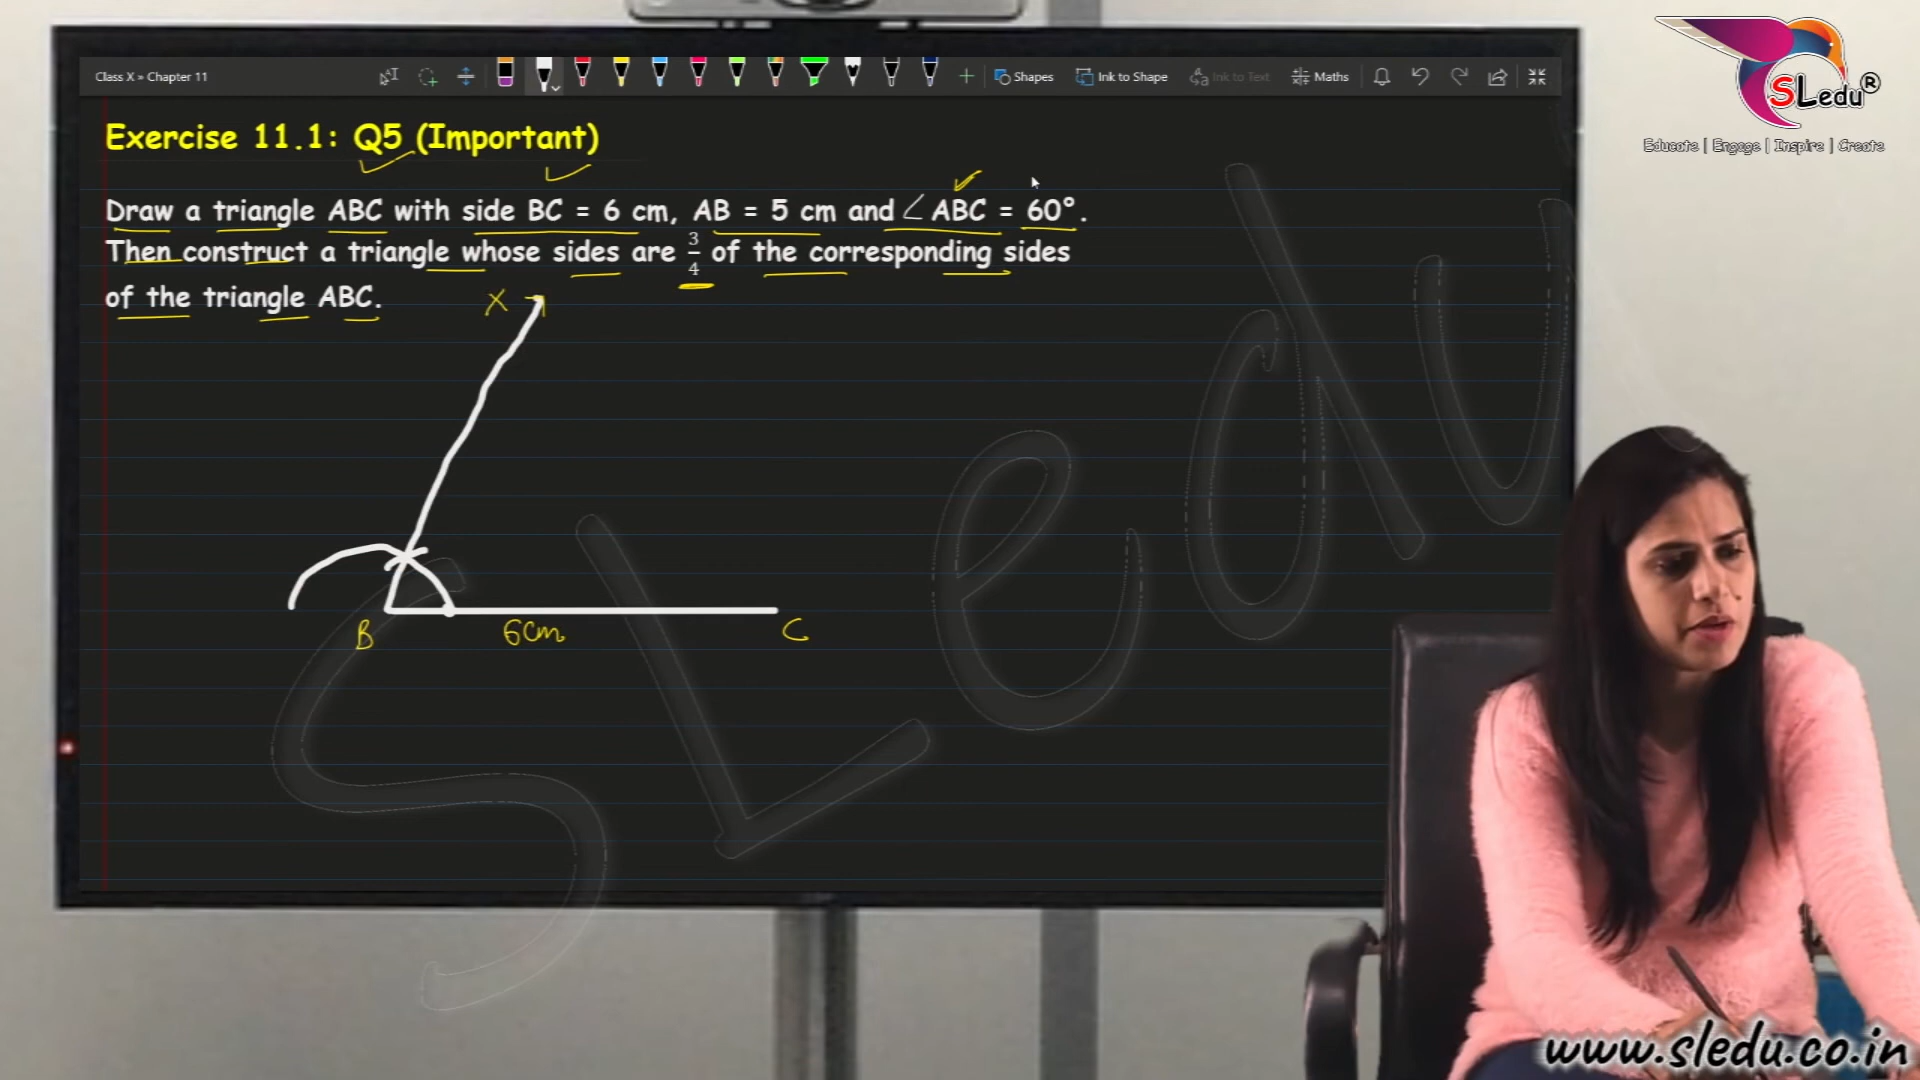 SLedu®
Educate | Engage | Inspire | Create
Class X » Chapter 11
Shapes
Ink to Shape
Ink to Text
Maths
Exercise 11.1: Q5 (Important)
Draw a triangle ABC with side BC = 6 cm, AB = 5 cm and ∠ABC = 60°.
Then construct a triangle whose sides are 3/4 of the corresponding sides
of the triangle ABC.
X
B 6cm C
SLedu
www.sledu.co.in